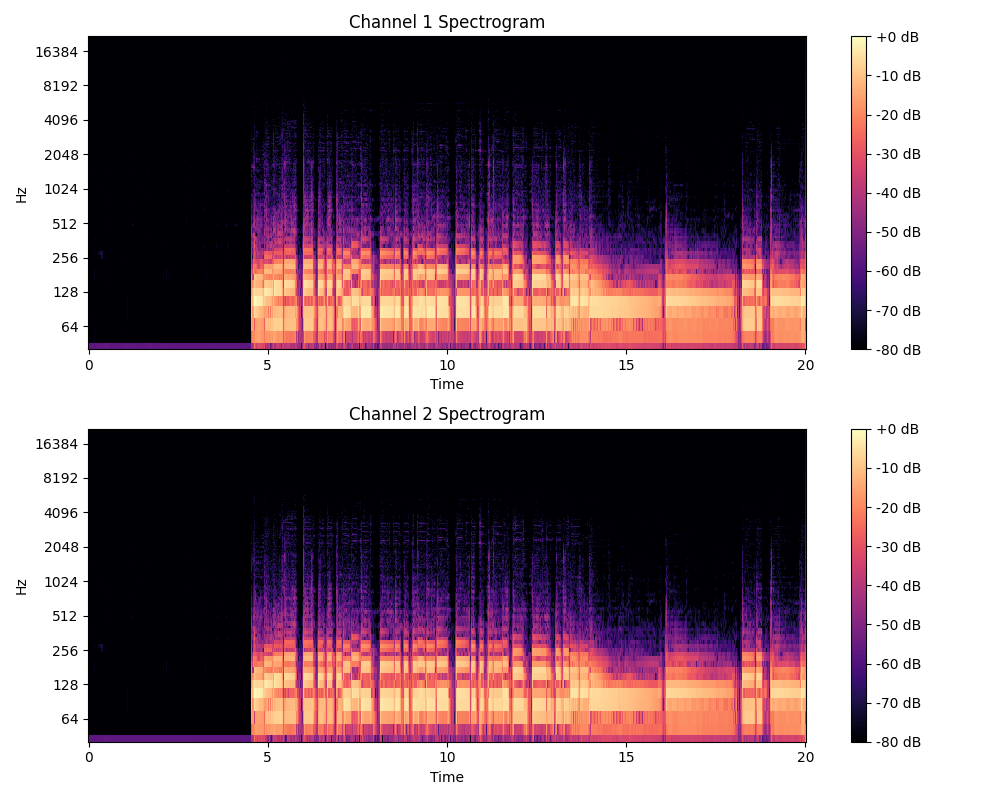 Channel 1 Spectrogram
16384
8192
4096
2048
1024
512
256
128
64
Hz
0 5 10 15 20
Time
+0 dB
-10 dB
-20 dB
-30 dB
-40 dB
-50 dB
-60 dB
-70 dB
-80 dB
Channel 2 Spectrogram
16384
8192
4096
2048
1024
512
256
128
64
Hz
0 5 10 15 20
Time
+0 dB
-10 dB
-20 dB
-30 dB
-40 dB
-50 dB
-60 dB
-70 dB
-80 dB